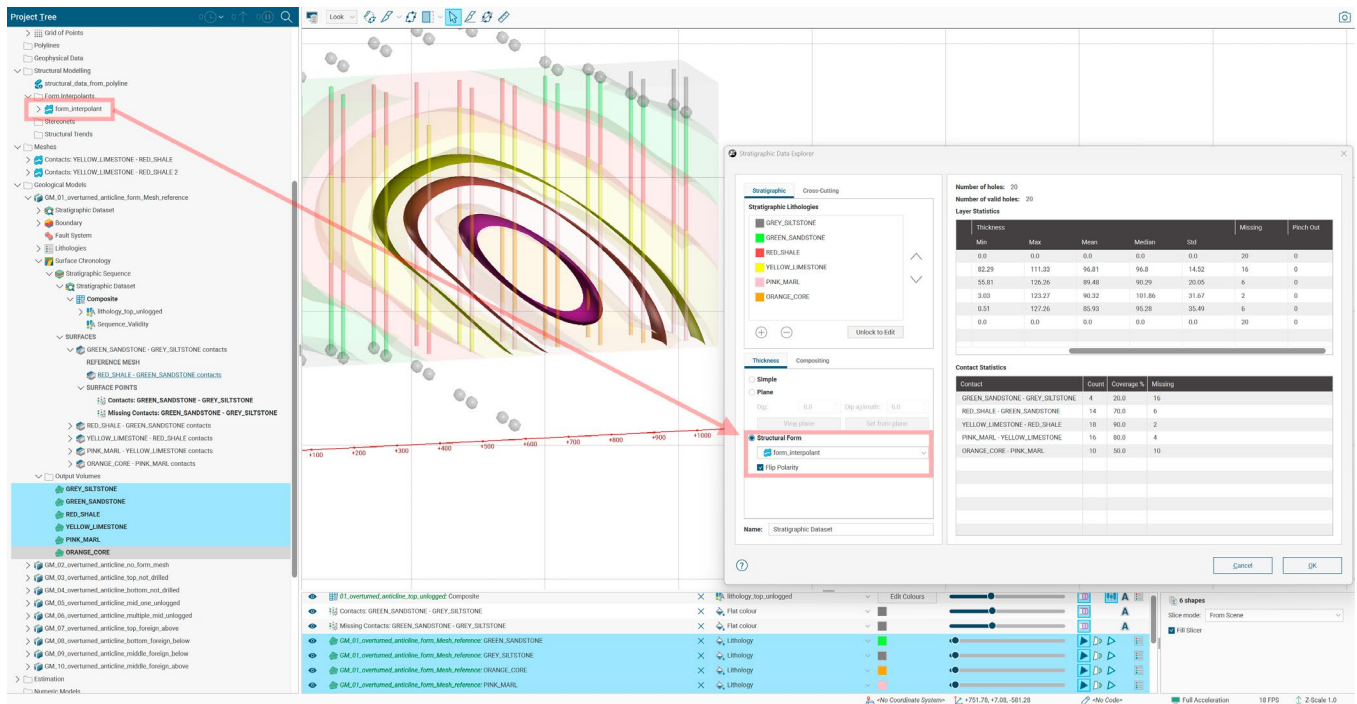 Project Tree
Look
Grid of Points
Polylines
Geophysical Data
Structural Modelling
structural_data_from_polyline
Form Interpolants
form_interpolant
Stereonets
Structural Trends
Meshes
Contacts: YELLOW_LIMESTONE - RED_SHALE
Contacts: YELLOW_LIMESTONE - RED_SHALE 2
Geological Models
GM_01_overturned_anticline_form_Mesh_reference
Stratigraphic Dataset
Boundary
Fault System
Lithologies
Surface Chronology
Stratigraphic Sequence
Stratigraphic Dataset
Composite
lithology_top_unlogged
Sequence_Validity
SURFACES
GREEN_SANDSTONE - GREY_SILTSTONE contacts
REFERENCE MESH
RED_SHALE - GREEN_SANDSTONE contacts
SURFACE POINTS
Contacts: GREEN_SANDSTONE - GREY_SILTSTONE
Missing Contacts: GREEN_SANDSTONE - GREY_SILTSTONE
RED_SHALE - GREEN_SANDSTONE contacts
YELLOW_LIMESTONE - RED_SHALE contacts
PINK_MARL - YELLOW_LIMESTONE contacts
ORANGE_CORE - PINK_MARL contacts
Output Volumes
GREY_SILTSTONE
GREEN_SANDSTONE
RED_SHALE
YELLOW_LIMESTONE
PINK_MARL
ORANGE_CORE
GM_02_overturned_anticline_no_form_mesh
GM_03_overturned_anticline_top_not_drilled
GM_04_overturned_anticline_bottom_not_drilled
GM_05_overturned_anticline_mid_one_unlogged
GM_06_overturned_anticline_multiple_mid_unlogged
GM_07_overturned_anticline_top_foreign_above
GM_08_overturned_anticline_bottom_foreign_below
GM_09_overturned_anticline_middle_foreign_below
GM_10_overturned_anticline_middle_foreign_above
Estimation
Numeric Models
+100 +200 +300 +400 +500 +600 +700 +800 +900 +1000
Stratigraphic Data Explorer
Stratigraphic Cross-Cutting
Stratigraphic Lithologies
GREY_SILTSTONE
GREEN_SANDSTONE
RED_SHALE
YELLOW_LIMESTONE
PINK_MARL
ORANGE_CORE
Unlock to Edit
Thickness Compositing
Simple
Plane
Dip: 0.0 Dip azimuth: 0.0
View plane Set from plane
Structural Form
form_interpolant
Flip Polarity
Name: Stratigraphic Dataset
Number of holes: 20
Number of valid holes: 20
Layer Statistics
Thickness Missing Pinch Out
Min Max Mean Median Std
0.0 0.0 0.0 0.0 0.0 20 0
82.29 111.33 96.81 96.8 14.52 16 0
55.81 126.26 89.48 90.29 20.05 6 0
3.03 123.27 90.32 101.86 31.67 2 0
0.51 127.26 85.93 95.28 35.49 6 0
0.0 0.0 0.0 0.0 0.0 20 0
Contact Statistics
Contact Count Coverage % Missing
GREEN_SANDSTONE - GREY_SILTSTONE 4 20.0 16
RED_SHALE - GREEN_SANDSTONE 14 70.0 6
YELLOW_LIMESTONE - RED_SHALE 18 90.0 2
PINK_MARL - YELLOW_LIMESTONE 16 80.0 4
ORANGE_CORE - PINK_MARL 10 50.0 10
Cancel OK
01_overturned_anticline_top_unlogged: Composite lithology_top_unlogged Edit Colours
Contacts: GREEN_SANDSTONE - GREY_SILTSTONE Flat colour A
Missing Contacts: GREEN_SANDSTONE - GREY_SILTSTONE Flat colour A
GM_01_overturned_anticline_form_Mesh_reference: GREEN_SANDSTONE Lithology
GM_01_overturned_anticline_form_Mesh_reference: GREY_SILTSTONE Lithology
GM_01_overturned_anticline_form_Mesh_reference: ORANGE_CORE Lithology
GM_01_overturned_anticline_form_Mesh_reference: PINK_MARL Lithology
6 shapes
Slice mode: From Scene
Fill Slicer
<No Coordinate System> +751.78, +7.08, -581.28 <No Code> Full Acceleration 18 FPS Z-Scale 1.0